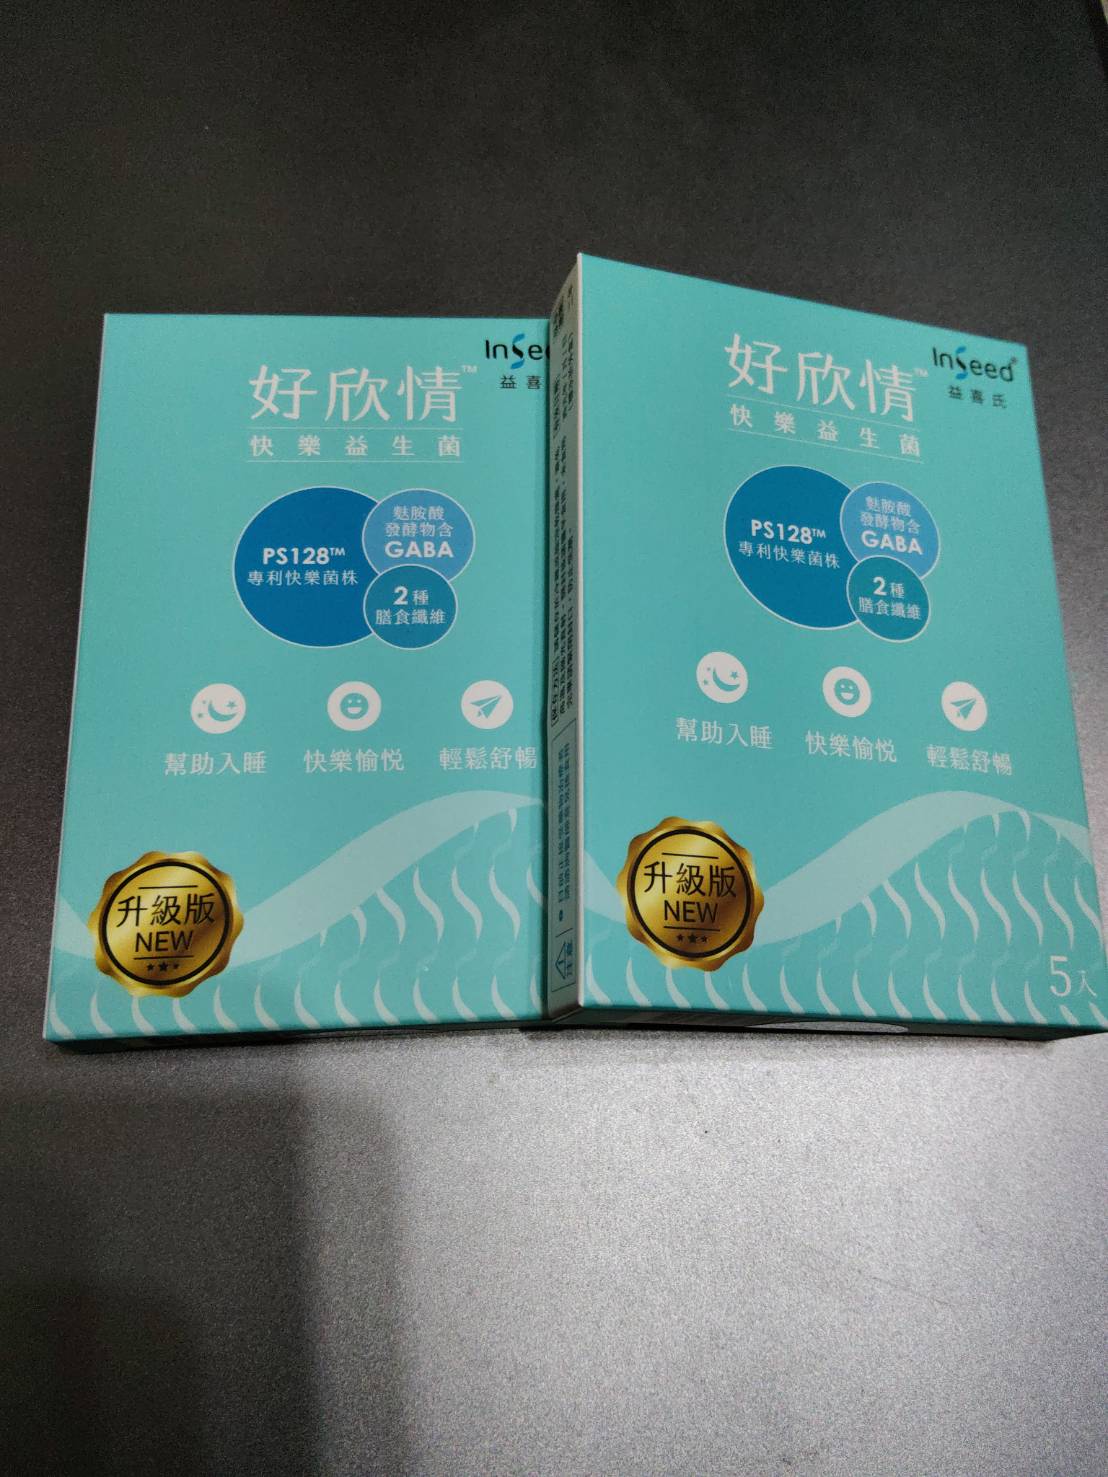 InSee
益喜
好欣情™
快樂益生菌
PS128™
專利快樂菌株
麩胺酸
發酵物含
GABA
2種
膳食纖維
幫助入睡
快樂愉悅
輕鬆舒暢
升級版
NEW
InSeed®
益喜氏
好欣情™
快樂益生菌
PS128™
專利快樂菌株
麩胺酸
發酵物含
GABA
2種
膳食纖維
幫助入睡
快樂愉悅
輕鬆舒暢
升級版
NEW
5入